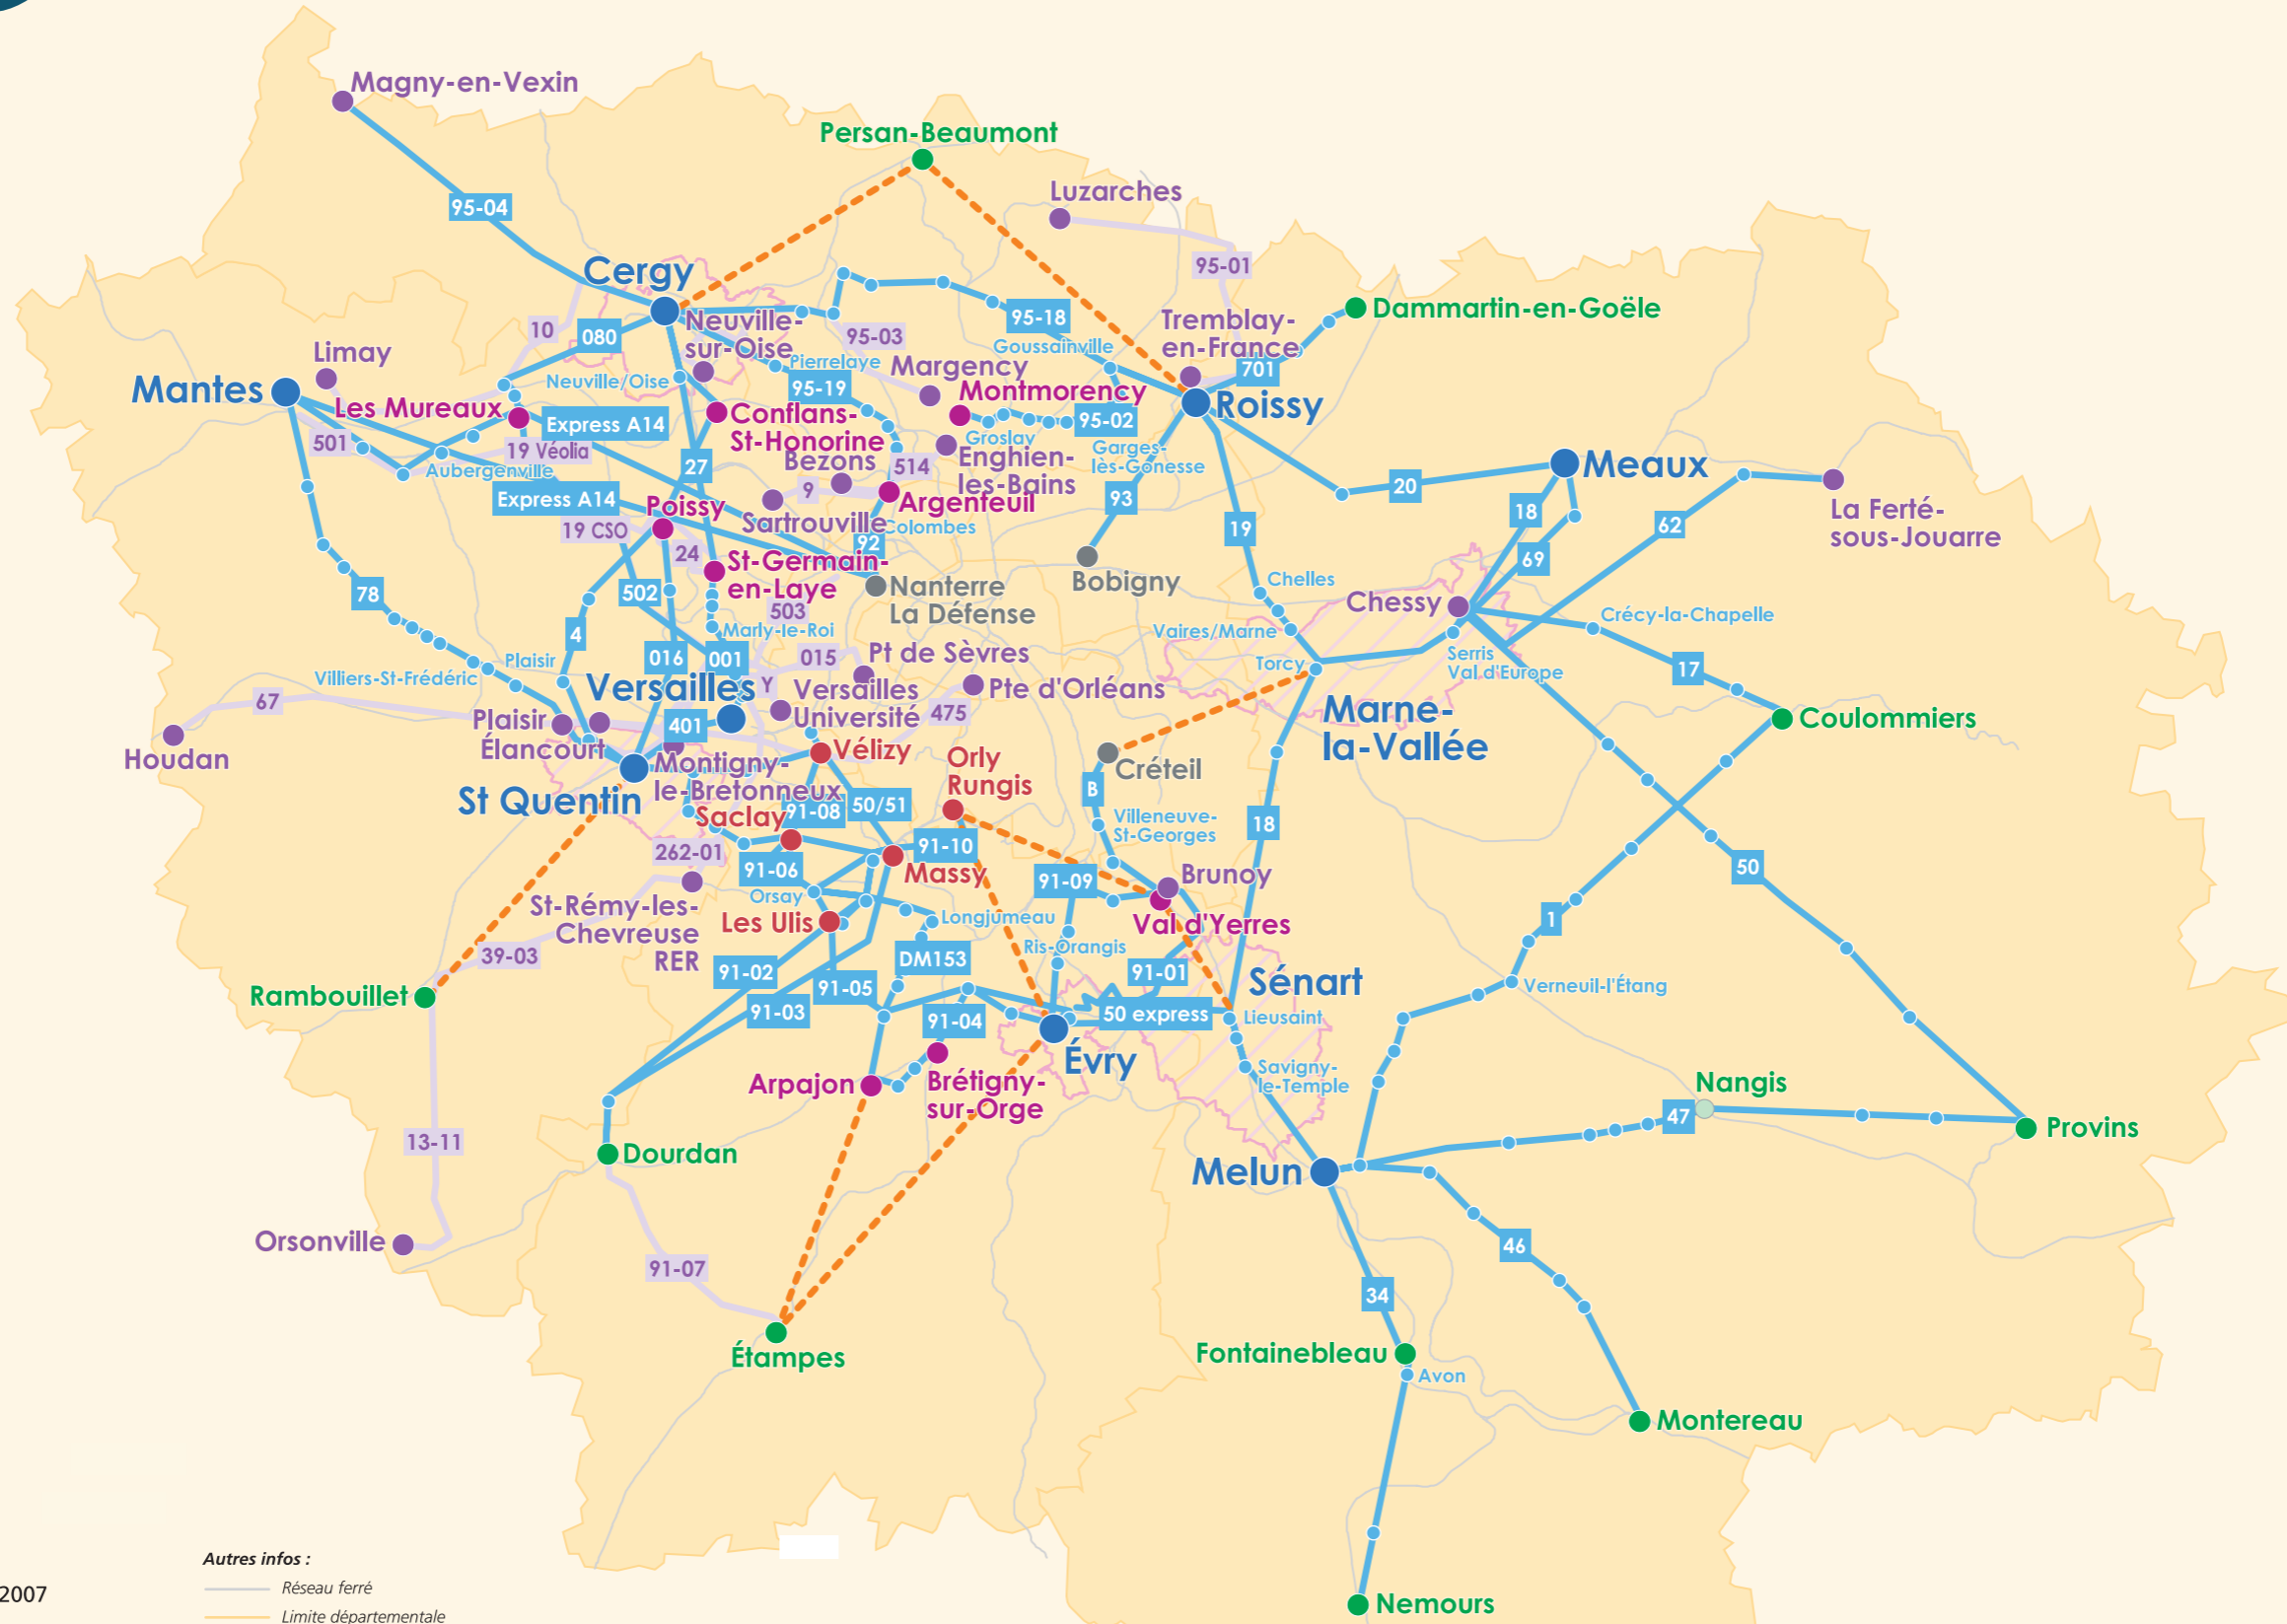 Magny-en-Vexin
Persan-Beaumont
Luzarches
95-04
95-01
Cergy
10
080
Neuville-
sur-Oise
95-03
95-18
Goussainville
Tremblay-
en-France
Dammartin-en-Goële
701
Limay
Mantes
Neuville/Oise
Pierrelaye
95-19
Margency
Montmorency
Roissy
Les Mureaux
Express A14
Conflans-
St-Honorine
95-02
Groslay
Garges-
lès-Gonesse
501
19 Véolia
Aubergenville
27
Bezons
514
Enghien-
les-Bains
Meaux
Express A14
Poissy
9
Argenteuil
93
20
18
62
La Ferté-
sous-Jouarre
19 CSO
Sartrouville
Colombes
19
24
92
69
St-Germain-
en-Laye
Nanterre
La Défense
Bobigny
Chelles
78
502
503
Chessy
Crécy-la-Chapelle
4
Marly-le-Roi
Vaires/Marne
Plaisir
016
001
015
Pt de Sèvres
Torcy
Serris
Val d'Europe
17
Villiers-St-Frédéric
Versailles
Y
Versailles
Université
Pte d'Orléans
67
475
Marne-
la-Vallée
Coulommiers
Plaisir
401
Élancourt
Houdan
Vélizy
Orly
Rungis
Créteil
Montigny-
le-Bretonneux
St Quentin
Saclay
91-08
50/51
B
Villeneuve-
St-Georges
18
262-01
91-10
91-06
Massy
91-09
Brunoy
50
Orsay
St-Rémy-les-
Chevreuse
RER
Les Ulis
Longjumeau
Val d'Yerres
1
Ris-Orangis
39-03
91-02
DM153
91-01
Sénart
Rambouillet
91-05
Verneuil-l'Étang
91-03
91-04
50 express
Lieusaint
Évry
Savigny-
le-Temple
Arpajon
Brétigny-
sur-Orge
Nangis
47
Provins
13-11
Dourdan
Melun
Orsonville
46
91-07
34
Étampes
Fontainebleau
Avon
Montereau
Nemours
Autres infos :
Réseau ferré
Limite départementale
2007